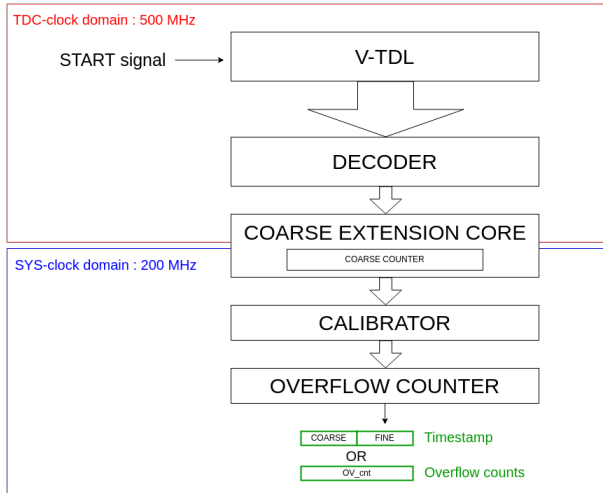 TDC-clock domain : 500 MHz
START signal
V-TDL
DECODER
COARSE EXTENSION CORE
COARSE COUNTER
SYS-clock domain : 200 MHz
CALIBRATOR
OVERFLOW COUNTER
COARSE FINE Timestamp
OR
OV_cnt Overflow counts